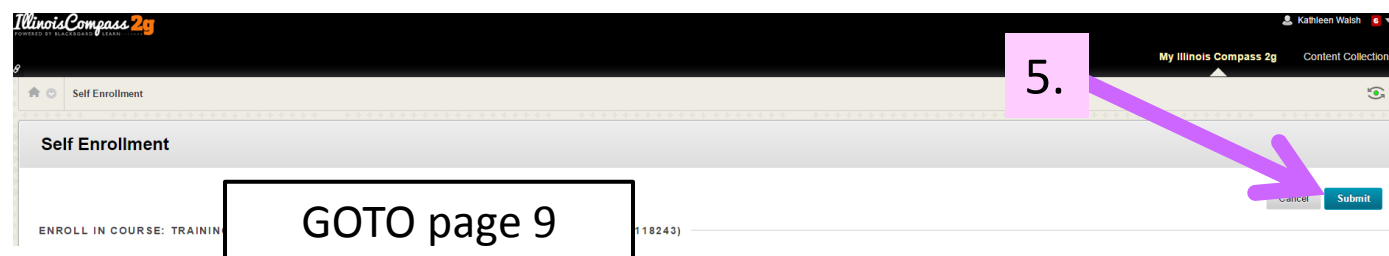 IllinoisCompass 2g
POWERED BY BLACKBOARD LEARN
Kathleen Walsh 6
My Illinois Compass 2g Content Collection
5.
Self Enrollment
Self Enrollment
Cancel Submit
GOTO page 9
ENROLL IN COURSE: TRAINING 118243)